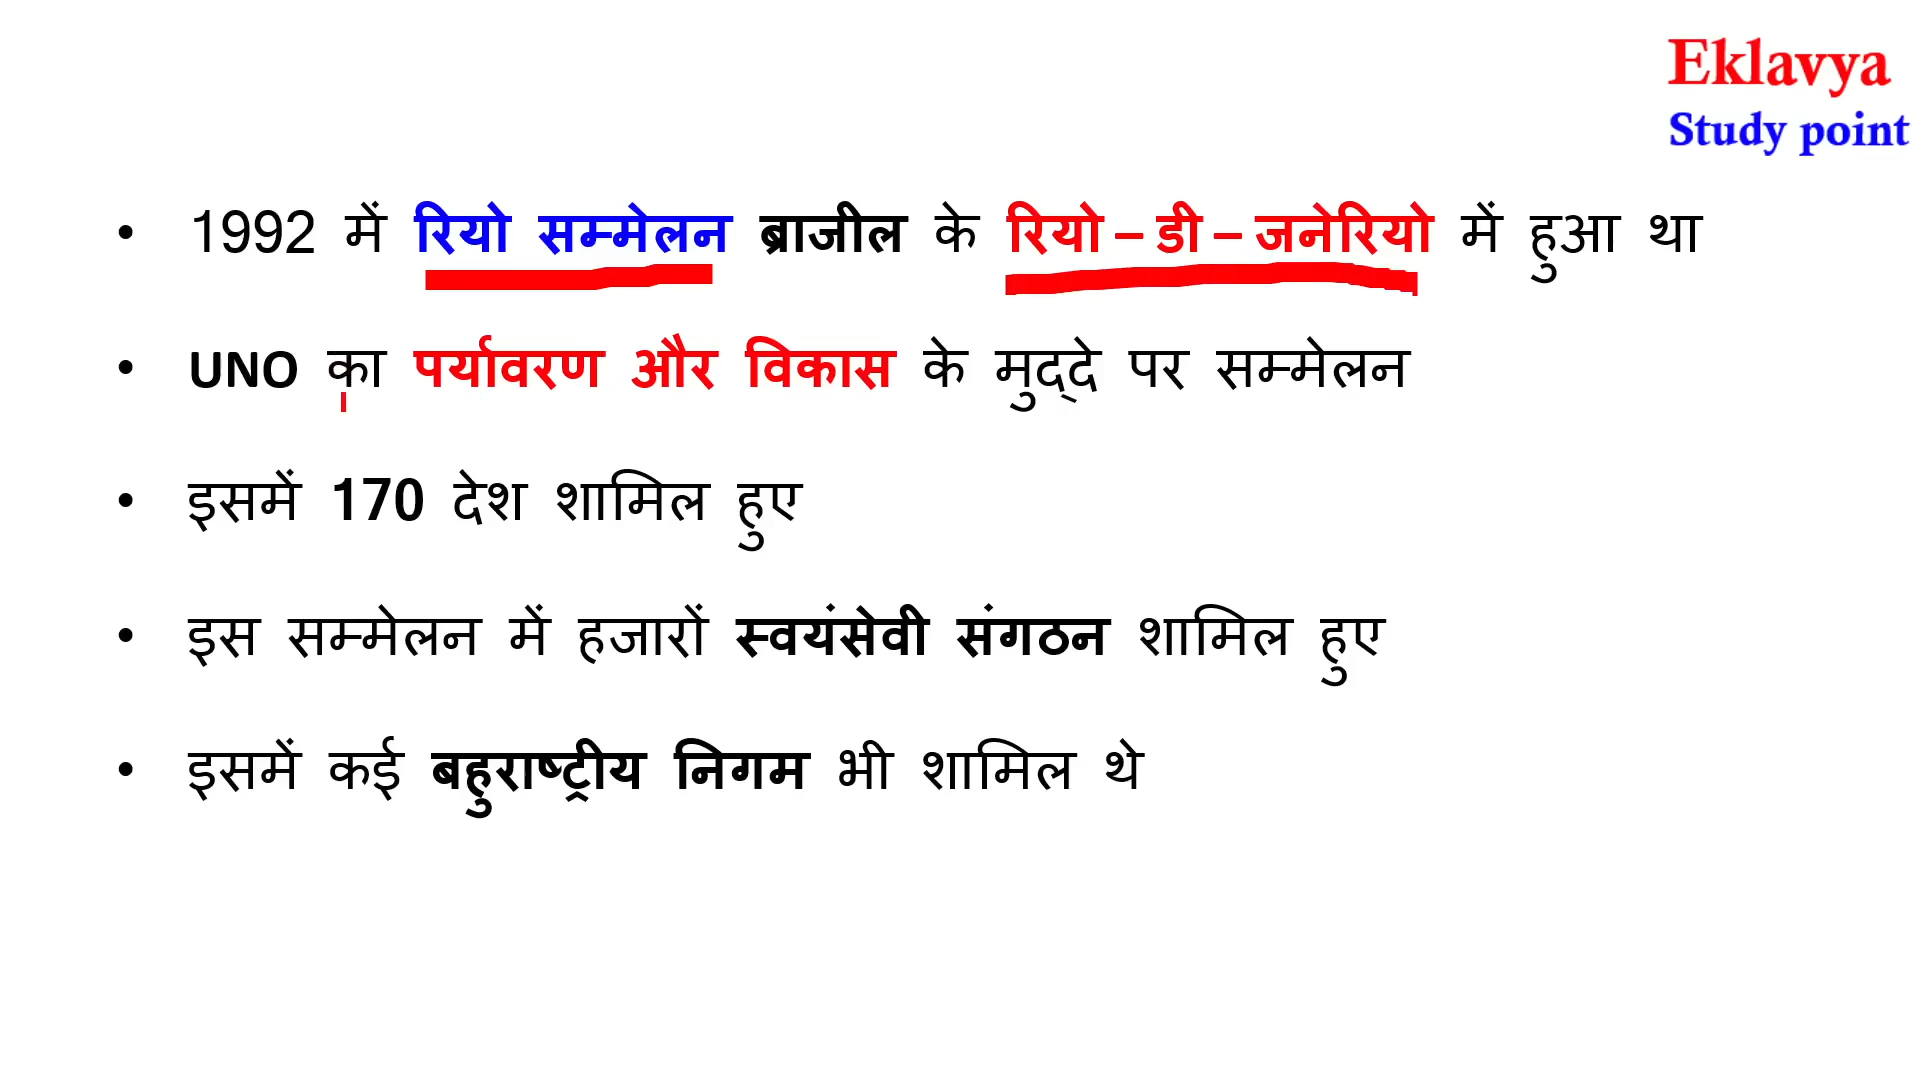 Eklavya
Study point
• 1992 में रियो सम्मेलन ब्राजील के रियो – डी – जनेरियो में हुआ था
• UNO का पर्यावरण और विकास के मुद्दे पर सम्मेलन
• इसमें 170 देश शामिल हुए
• इस सम्मेलन में हजारों स्वयंसेवी संगठन शामिल हुए
• इसमें कई बहुराष्ट्रीय निगम भी शामिल थे